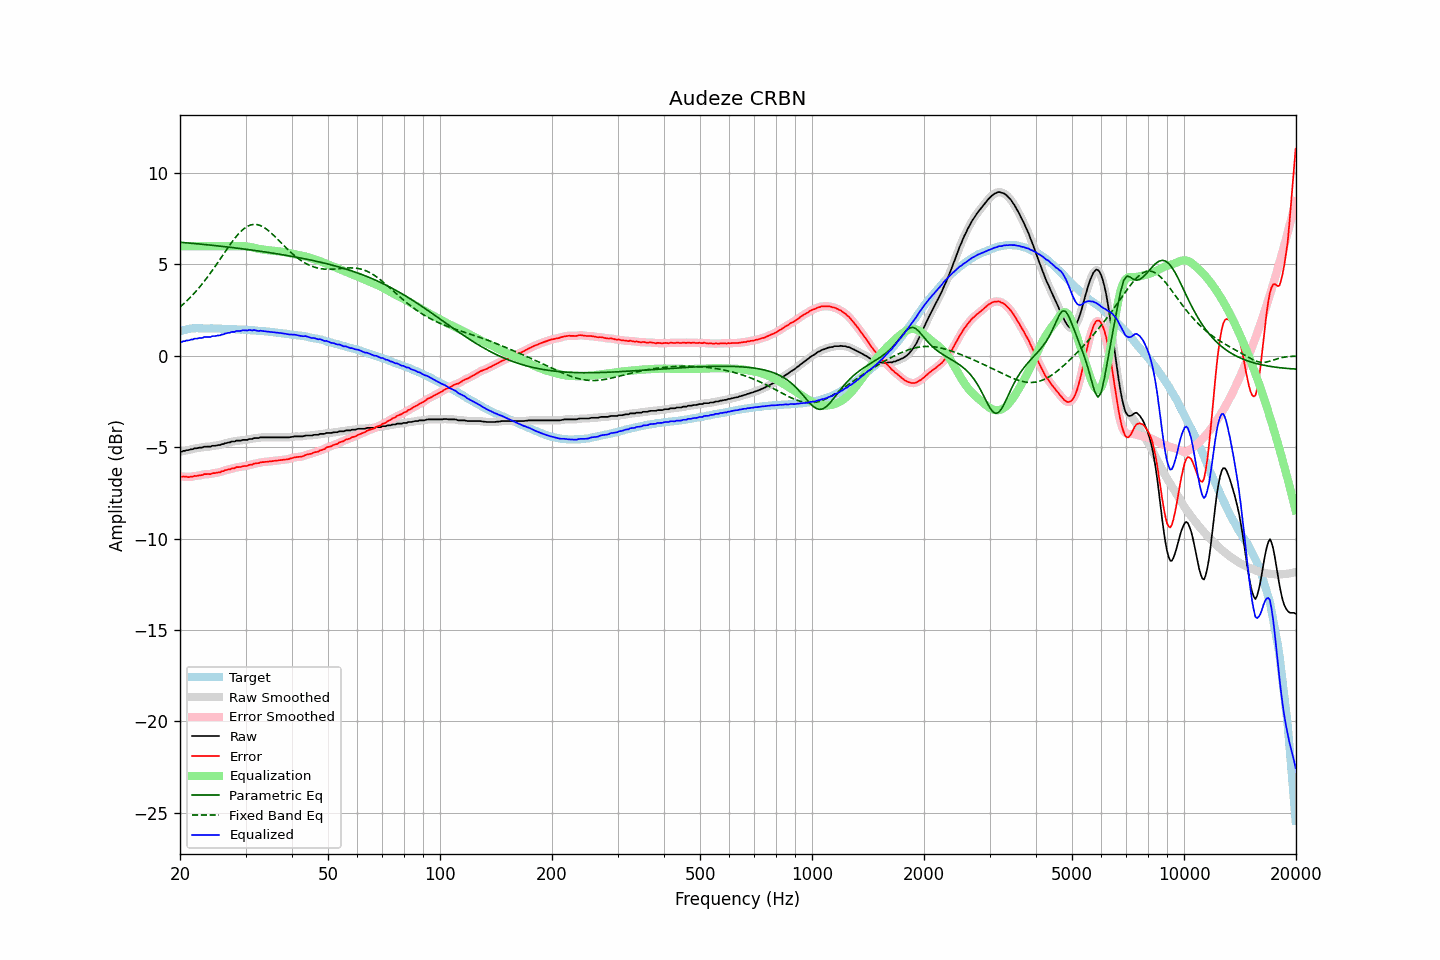 Audeze CRBN
Amplitude (dBr)
10
5
0
−5
−10
−15
−20
−25
Target
Raw Smoothed
Error Smoothed
Raw
Error
Equalization
Parametric Eq
Fixed Band Eq
Equalized
20 50 100 200 500 1000 2000 5000 10000 20000
Frequency (Hz)